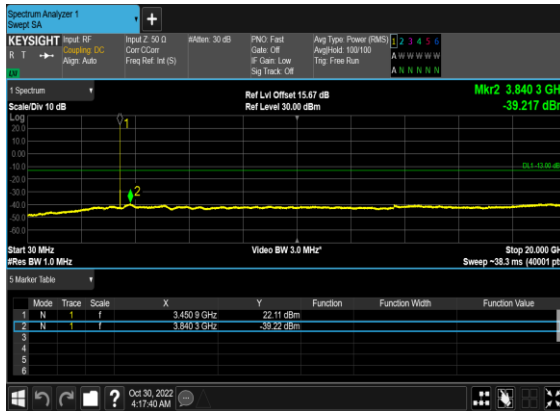 Spectrum Analyzer 1
Swept SA
+
KEYSIGHT Input: RF Input Z: 50 Ω #Atten: 30 dB PNO: Fast Avg Type: Power (RMS) 1 2 3 4 5 6
R T Coupling: DC Corr CCorr Gate: Off Avg|Hold: 100/100
Align: Auto Freq Ref: Int (S) IF Gain: Low Trig: Free Run A W W W W W
Sig Track: Off
A N N N N N
1 Spectrum
Ref Lvl Offset 15.67 dB Mkr2 3.840 3 GH
Scale/Div 10 dB Ref Level 30.00 dBm -39.217 dBr
Log
20.0
10.0
0.00
-10.0
-20.0
-30.0
-40.0
-50.0
-60.0
1
DL1 -13.00 dB
2
Start 30 MHz Video BW 3.0 MHz* Stop 20.000 GH
#Res BW 1.0 MHz Sweep ~38.3 ms (40001 pt
5 Marker Table
Mode Trace Scale X Y Function Function Width Function Value
1 N 1 f 3.450 9 GHz 22.11 dBm
2 N 1 f 3.840 3 GHz -39.22 dBm
3
4
5
6
? Oct 30, 2022
4:17:40 AM